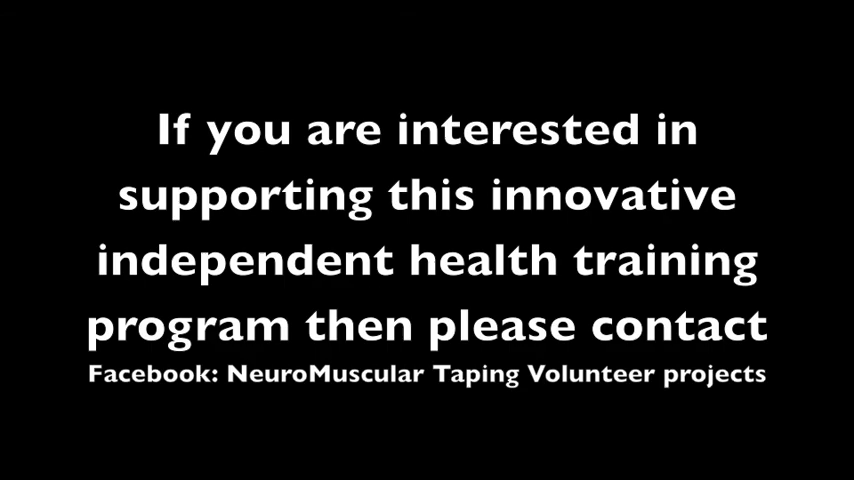 If you are interested in
supporting this innovative
independent health training
program then please contact
Facebook: NeuroMuscular Taping Volunteer projects